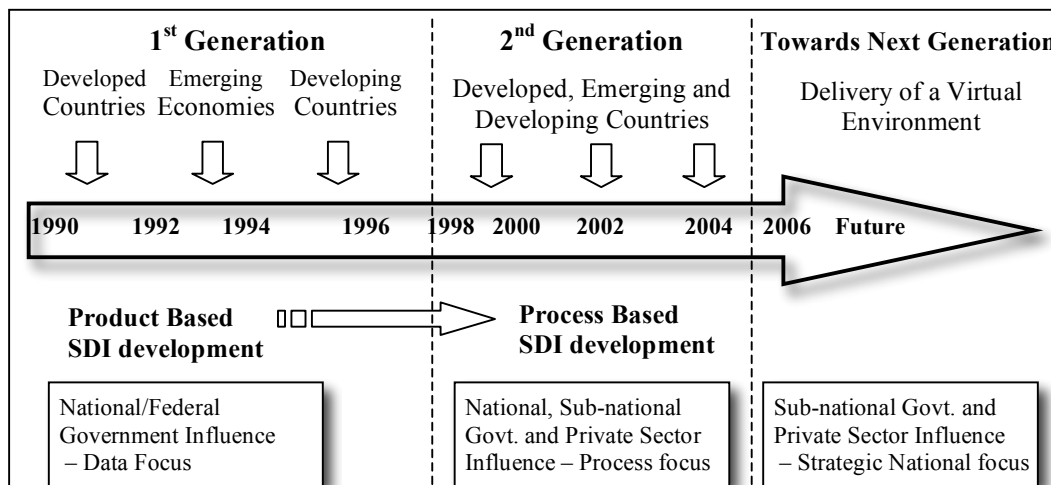 1st Generation
Developed Countries
Emerging Economies
Developing Countries
2nd Generation
Developed, Emerging and
Developing Countries
Towards Next Generation
Delivery of a Virtual
Environment
1990 1992 1994 1996 1998 2000 2002 2004 2006 Future
Product Based
SDI development
Process Based
SDI development
National/Federal
Government Influence
– Data Focus
National, Sub-national
Govt. and Private Sector
Influence – Process focus
Sub-national Govt. and
Private Sector Influence
– Strategic National focus